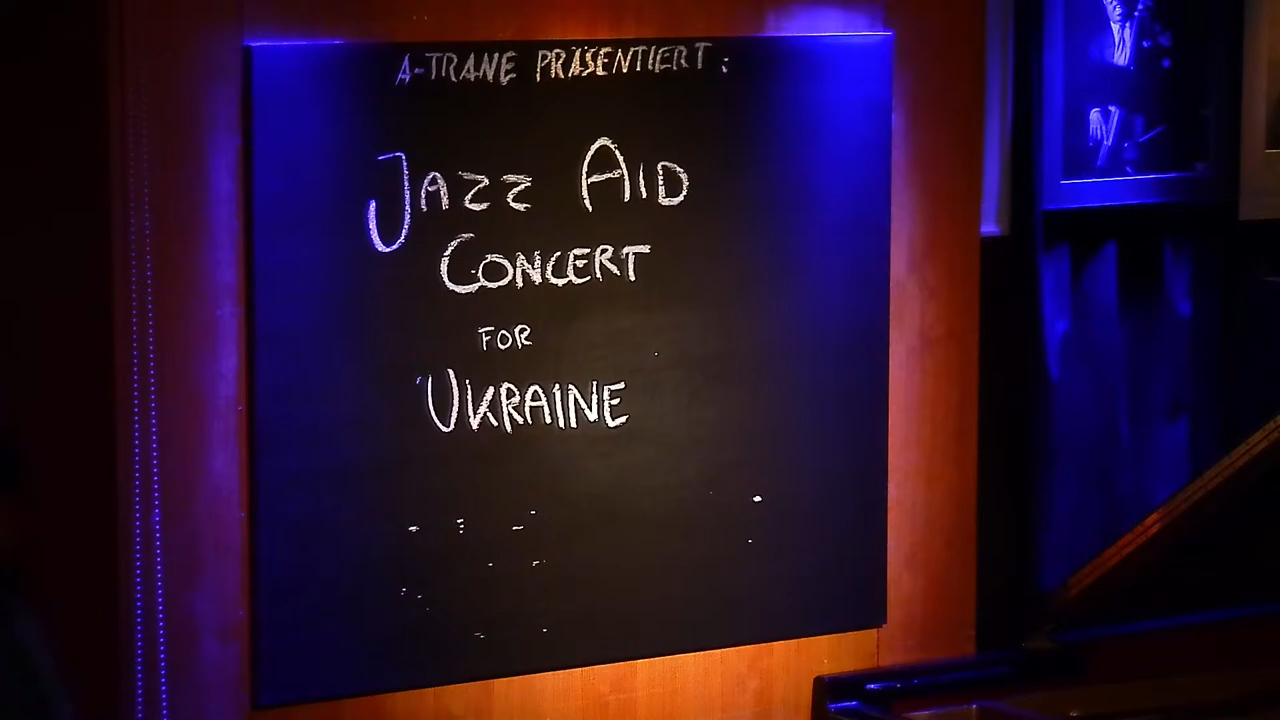 A-TRANE PRÄSENTIERT:
JAZZ AID
CONCERT
FOR
UKRAINE